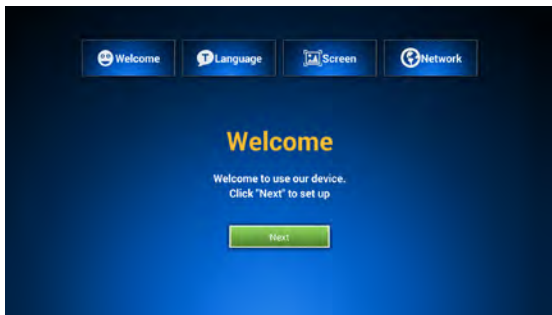 Welcome
Language
Screen
Network
Welcome
Welcome to use our device.
Click "Next" to set up
Next